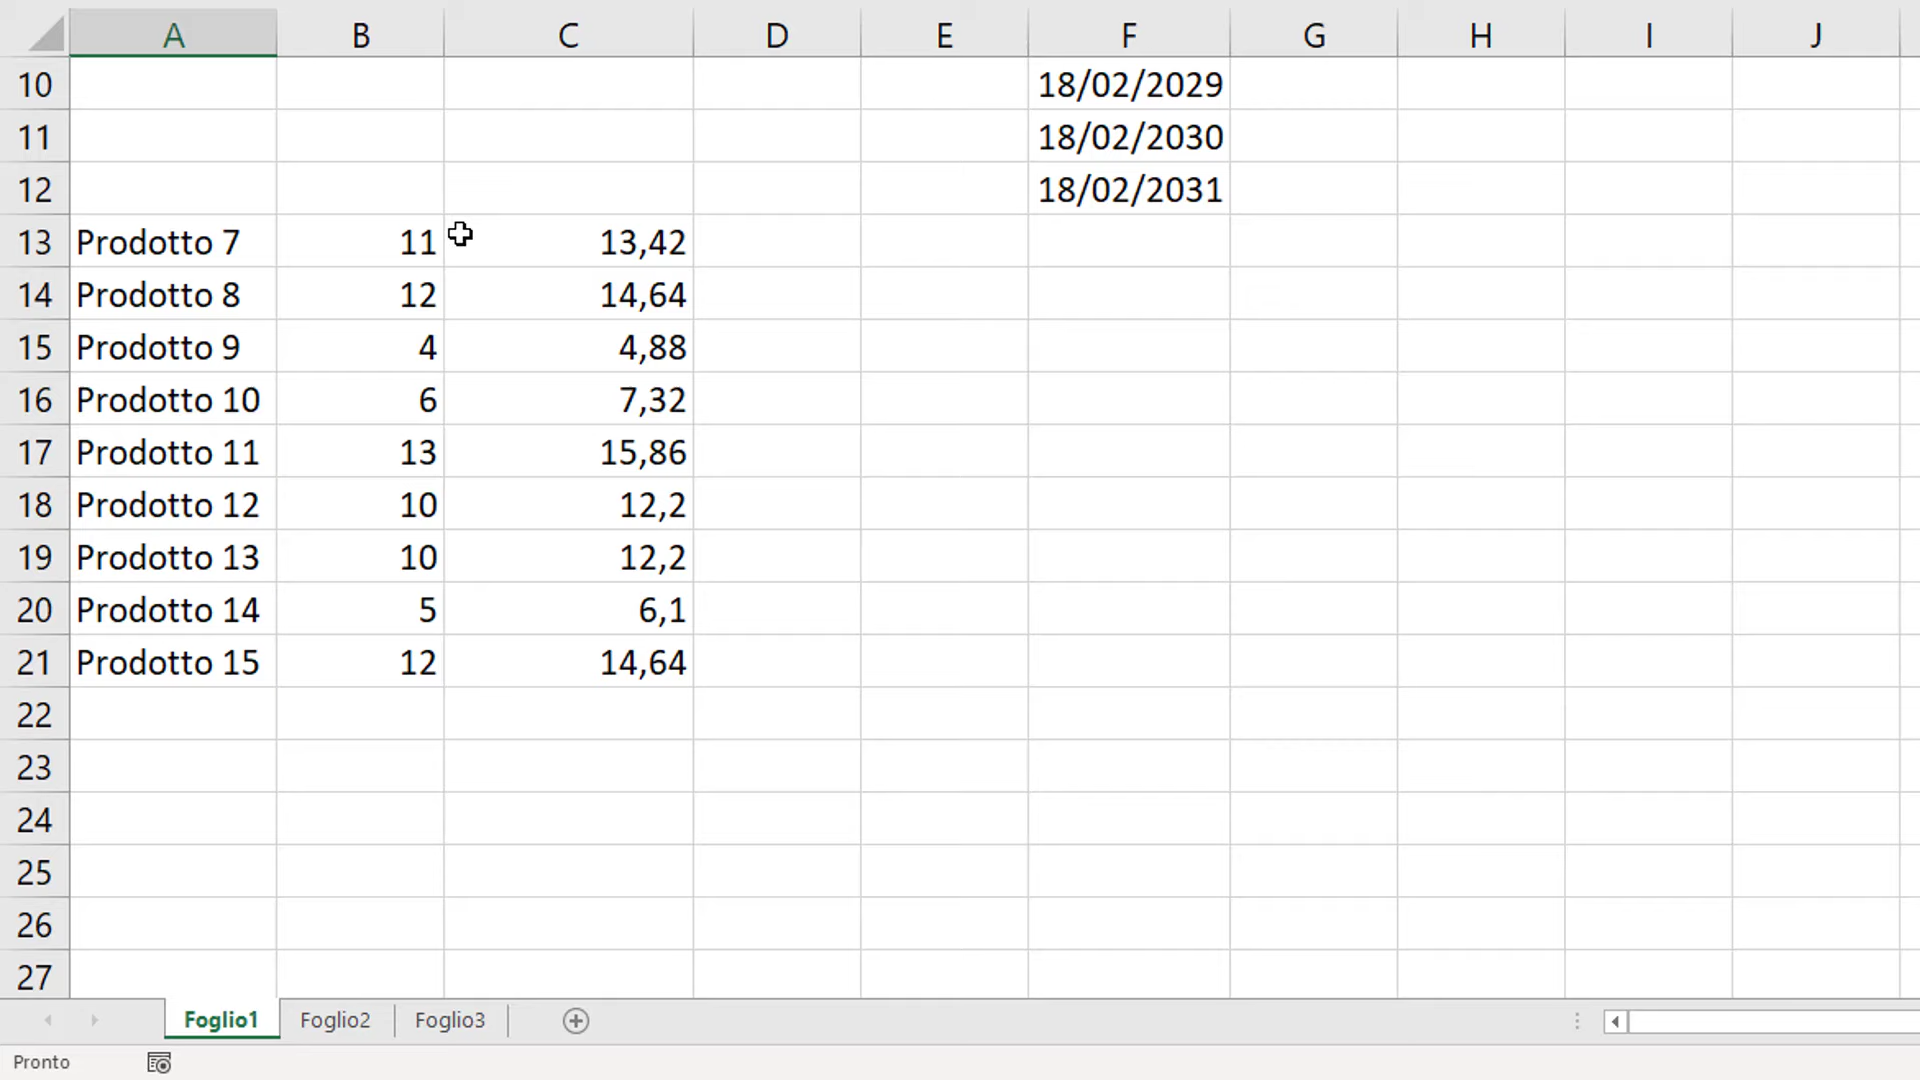 A B C D E F G H I J
10 18/02/2029
11 18/02/2030
12 18/02/2031
13 Prodotto 7 11 13,42
14 Prodotto 8 12 14,64
15 Prodotto 9 4 4,88
16 Prodotto 10 6 7,32
17 Prodotto 11 13 15,86
18 Prodotto 12 10 12,2
19 Prodotto 13 10 12,2
20 Prodotto 14 5 6,1
21 Prodotto 15 12 14,64
22
23
24
25
26
27
Foglio1 Foglio2 Foglio3
Pronto